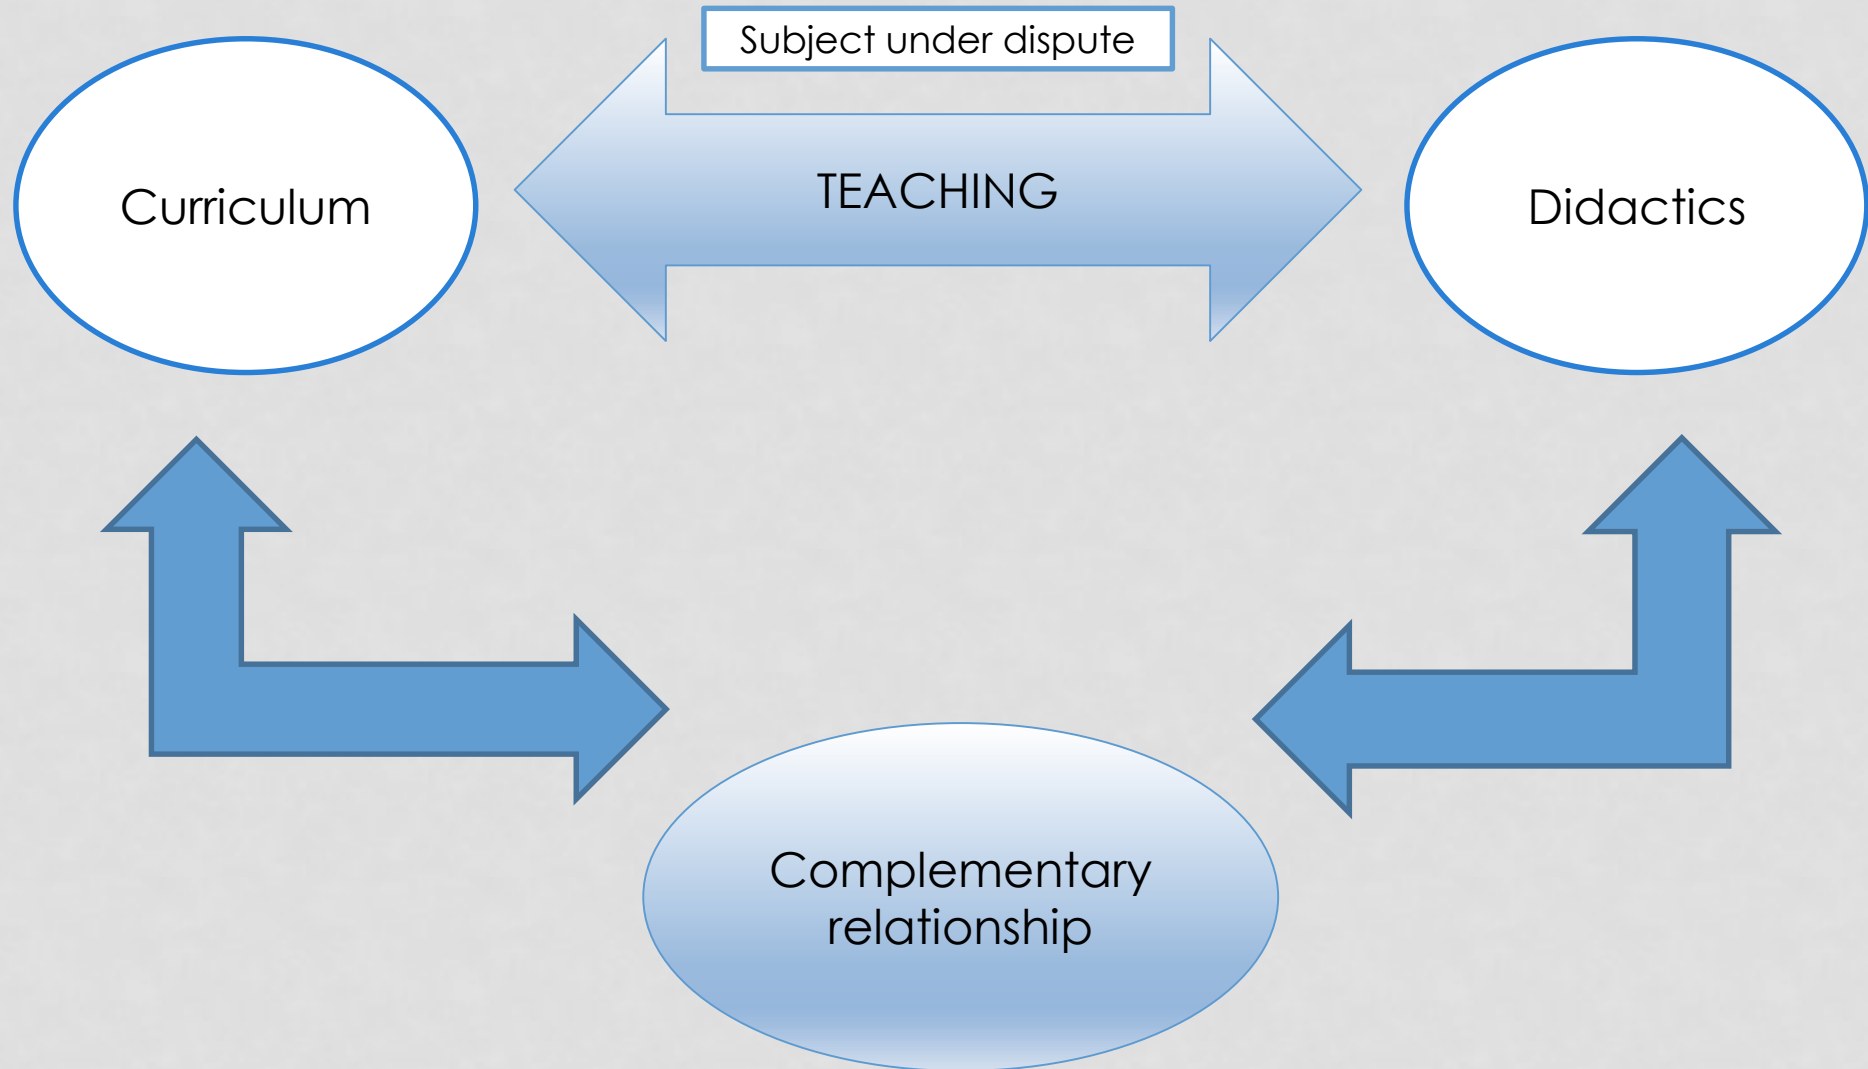 Subject under dispute
Curriculum
TEACHING
Didactics
Complementary
relationship